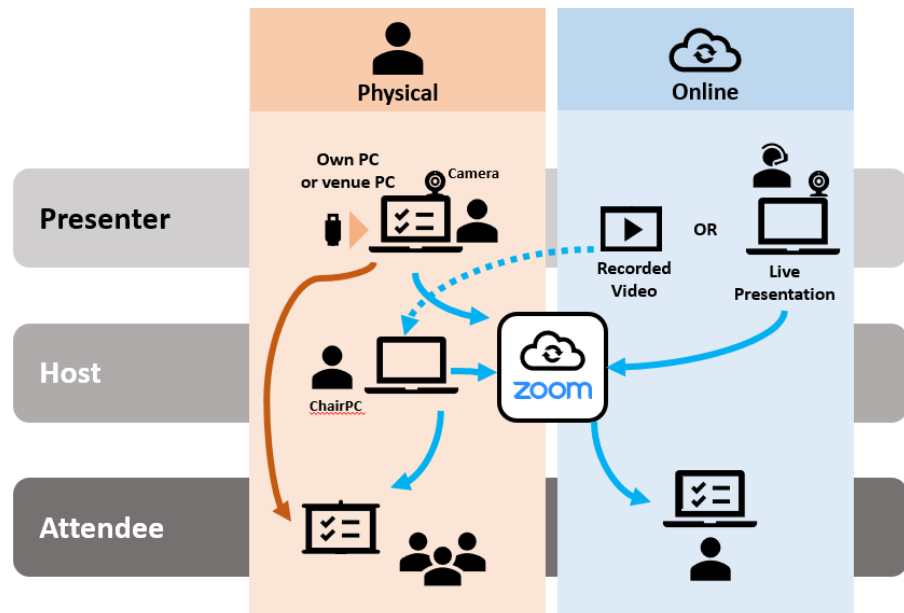 Physical
Online
Own PC
or venue PC
Camera
Presenter
OR
Recorded
Video
Live
Presentation
Host
zoom
ChairPC
Attendee